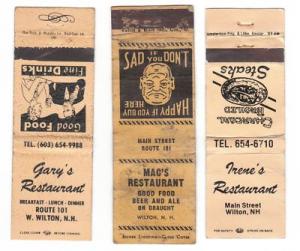 Good Food
Fine Drinks
TEL. (603) 654-9988
Gary's
Restaurant
BREAKFAST - LUNCH - DINNER
ROUTE 101
W. WILTON, N.H.
HAPPY IF YOU BUY
HERE
SAD
IF YOU DON'T
MAIN STREET
ROUTE 101
MAC'S
RESTAURANT
GOOD FOOD
BEER AND ALE
ON DRAUGHT
WILTON, N. H.
CHARCOAL
BROILED
Steaks
TEL. 654-6710
Irene's
Restaurant
Main Street
Wilton, NH